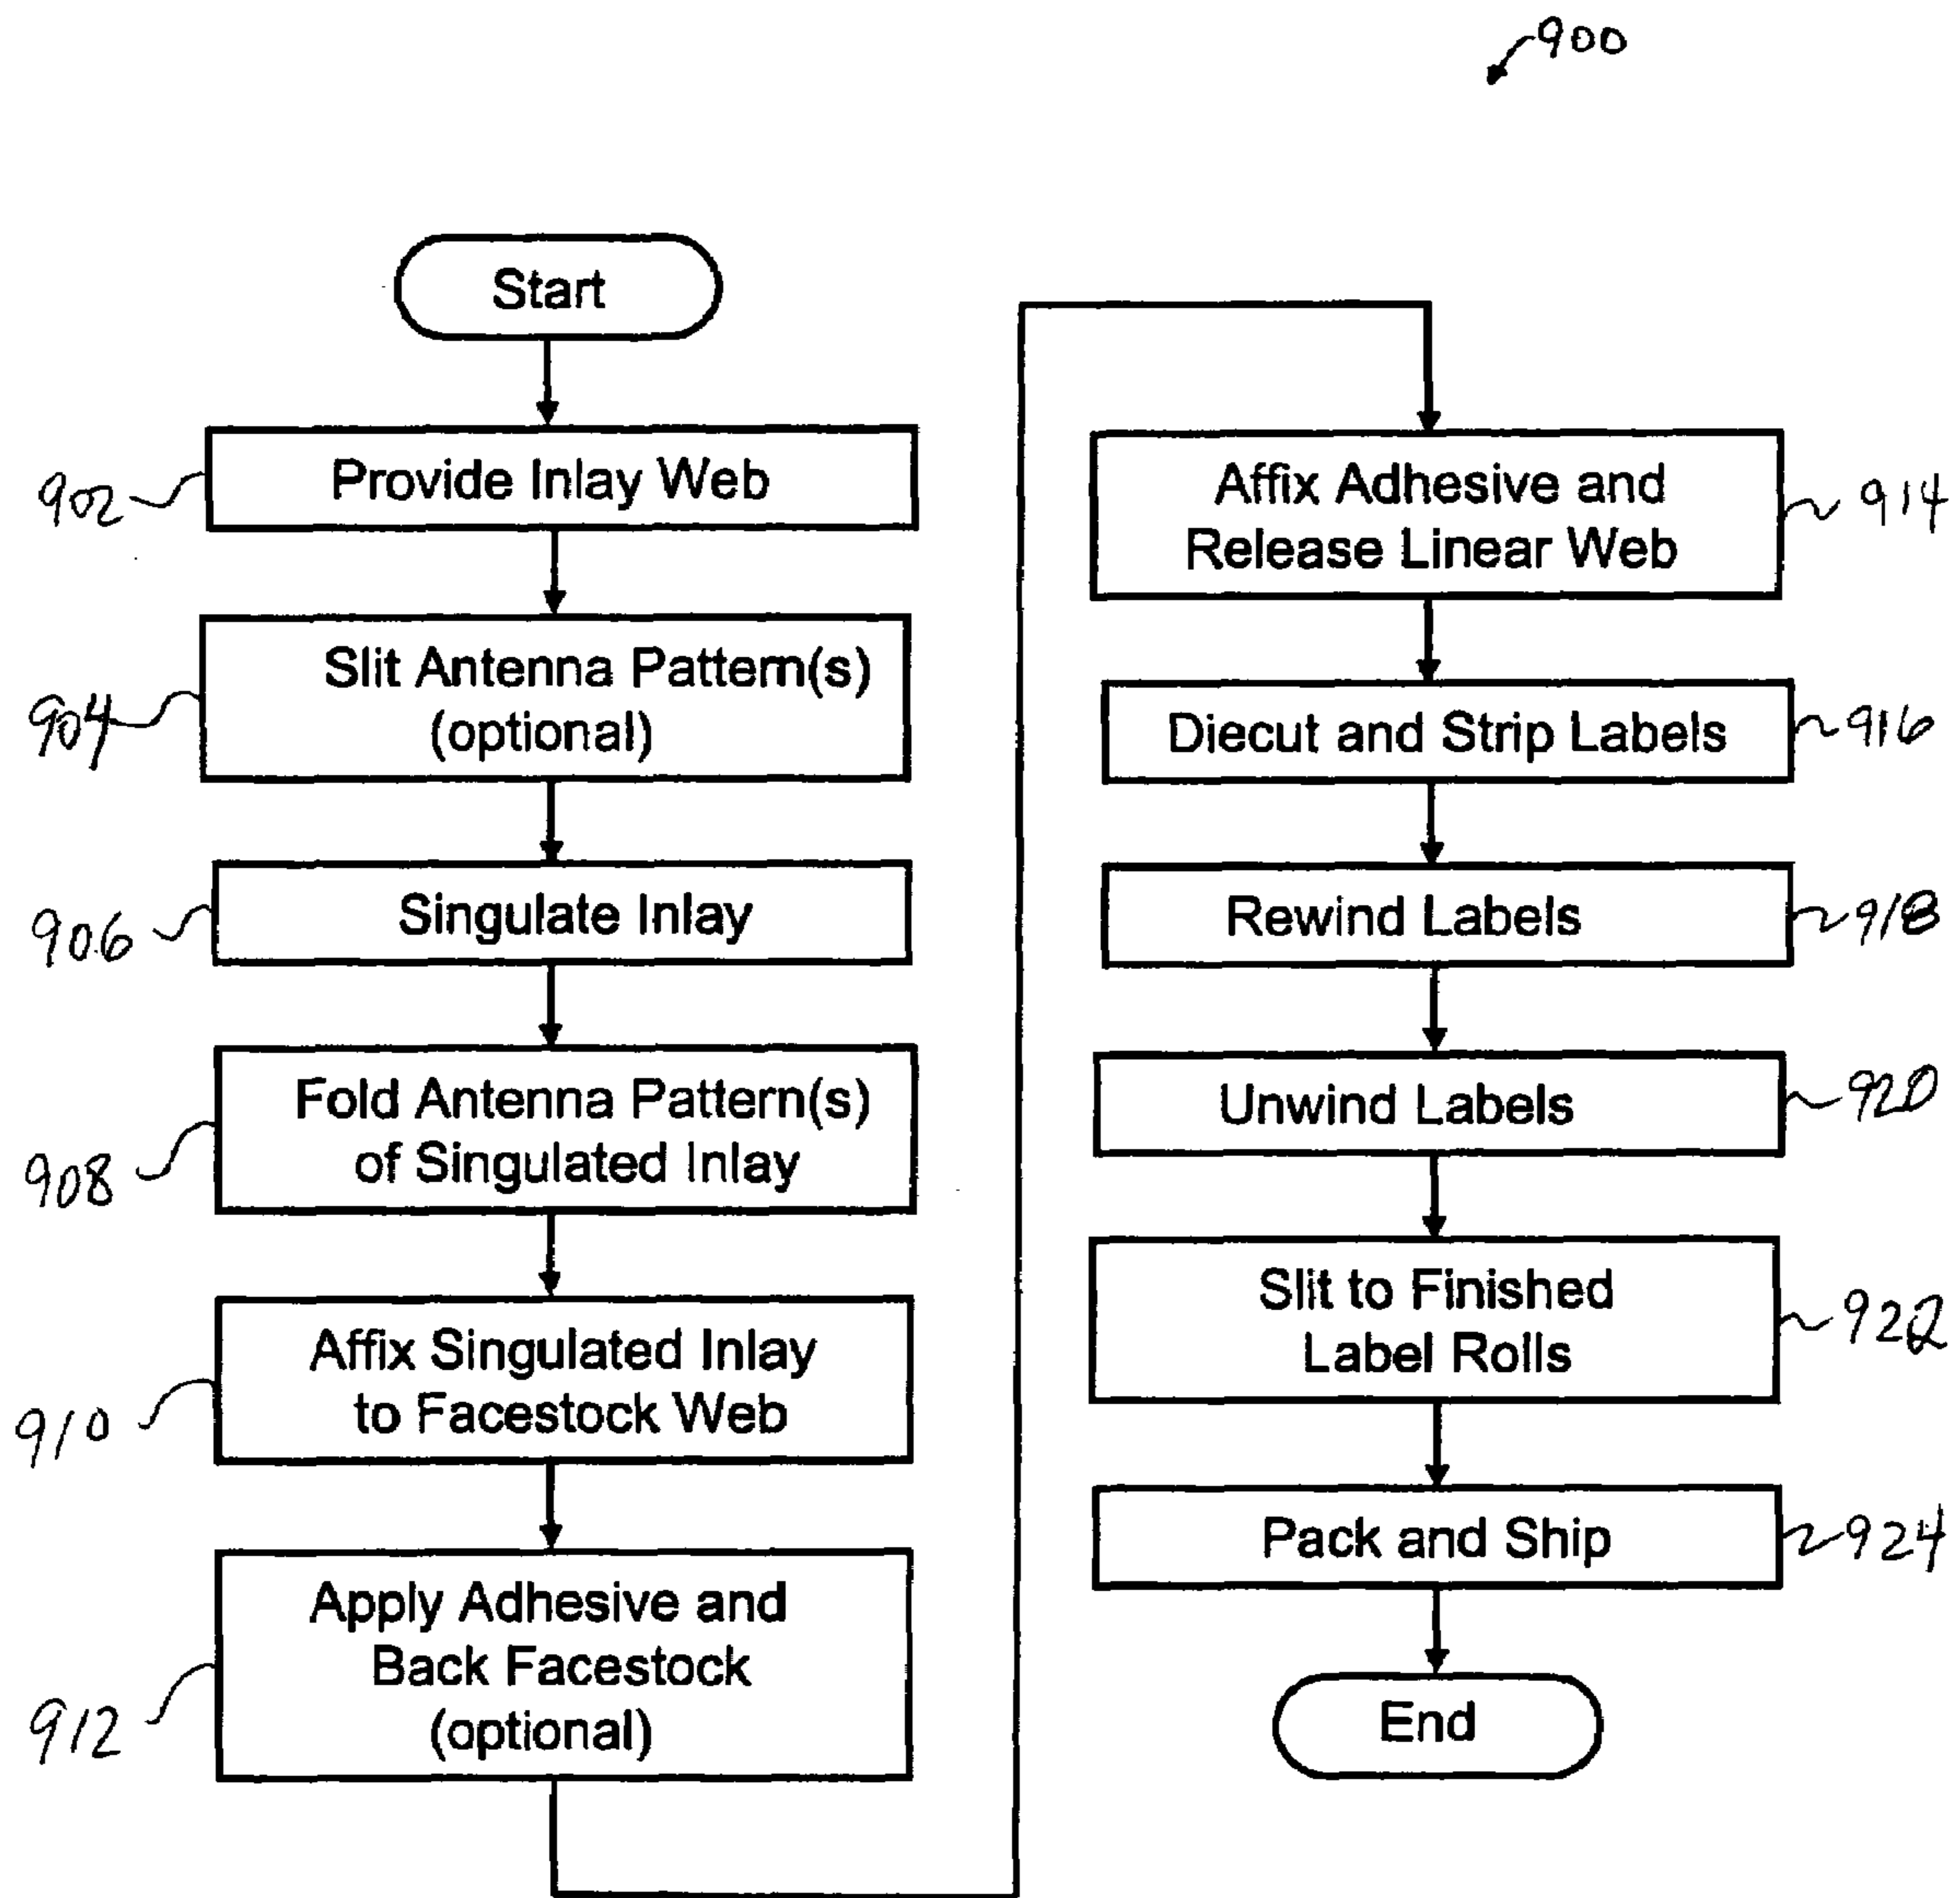 900
Start
902
Provide Inlay Web
904
Slit Antenna Pattern(s)
(optional)
906
Singulate Inlay
908
Fold Antenna Pattern(s)
of Singulated Inlay
910
Affix Singulated Inlay
to Facestock Web
912
Apply Adhesive and
Back Facestock
(optional)
Affix Adhesive and
Release Linear Web
914
Diecut and Strip Labels
916
Rewind Labels
918
Unwind Labels
920
Slit to Finished
Label Rolls
922
Pack and Ship
924
End